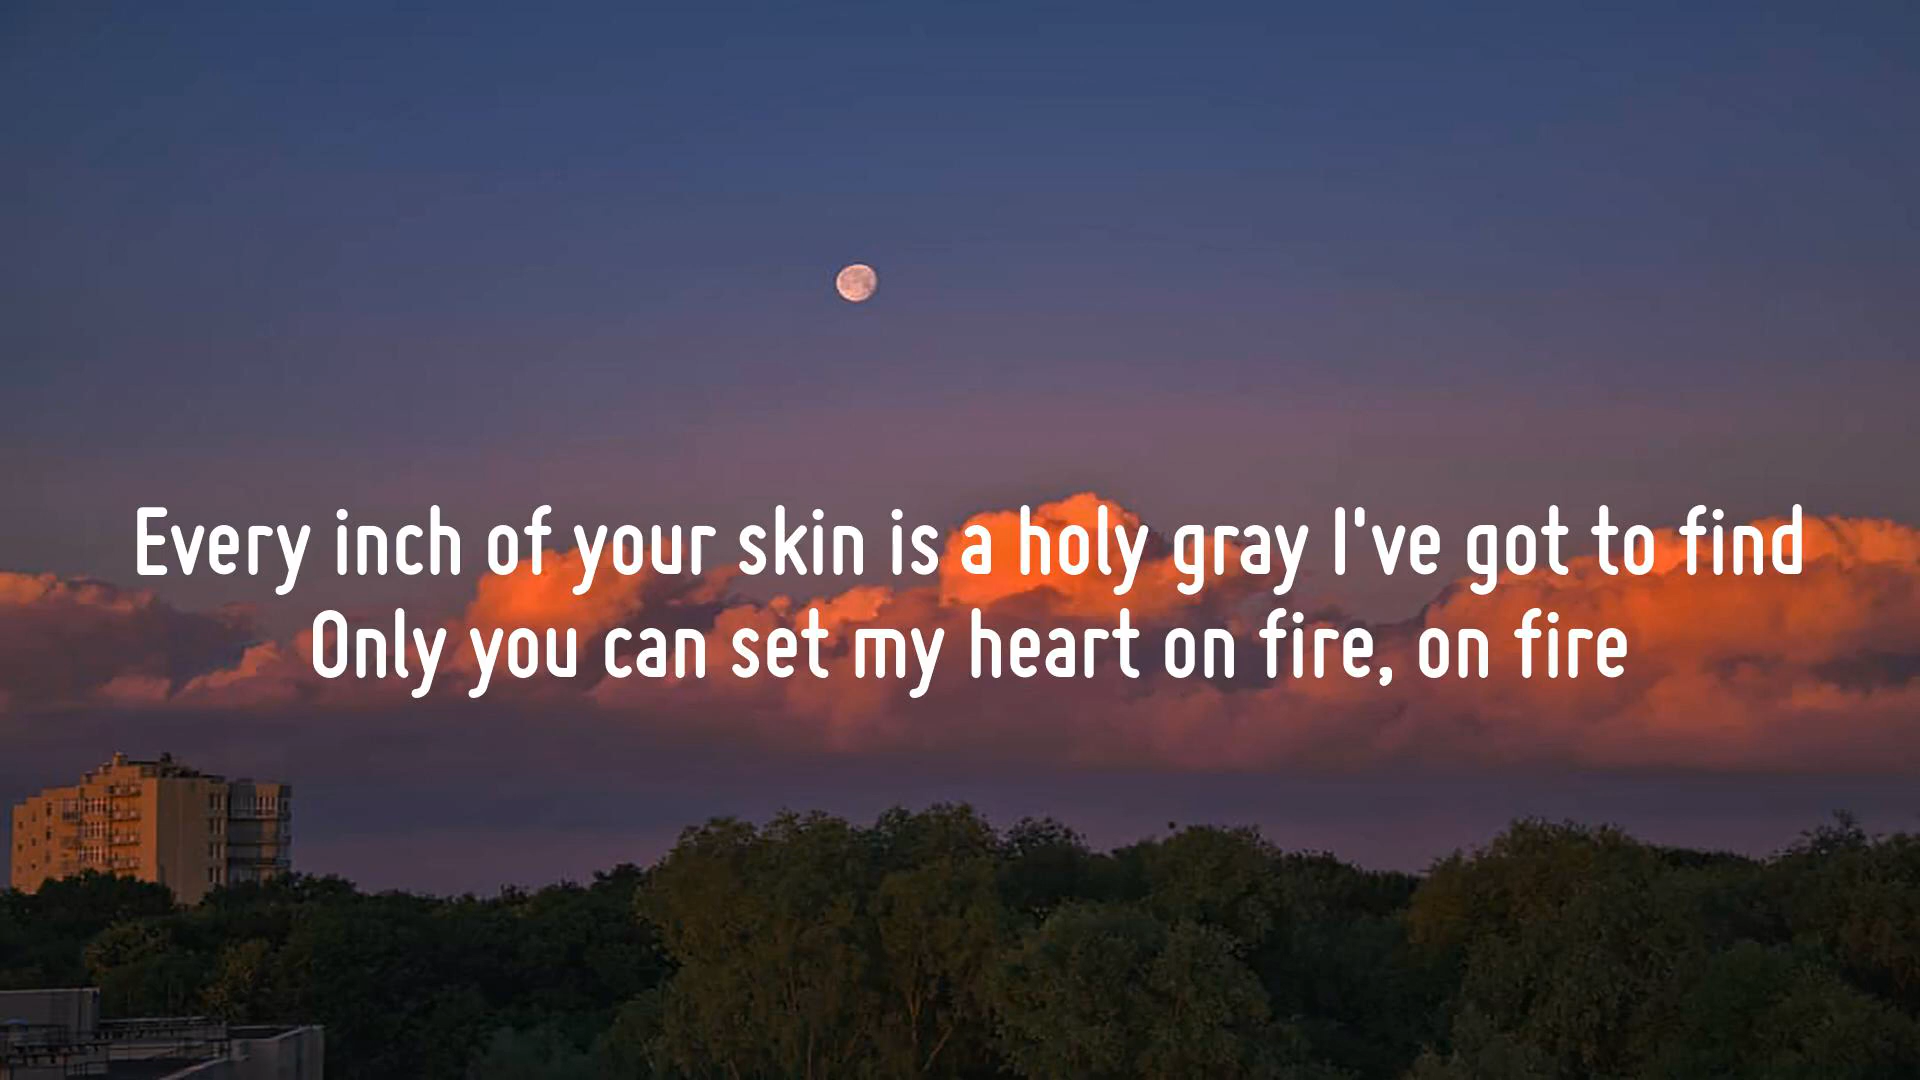 Every inch of your skin is a holy gray I've got to find
Only you can set my heart on fire, on fire